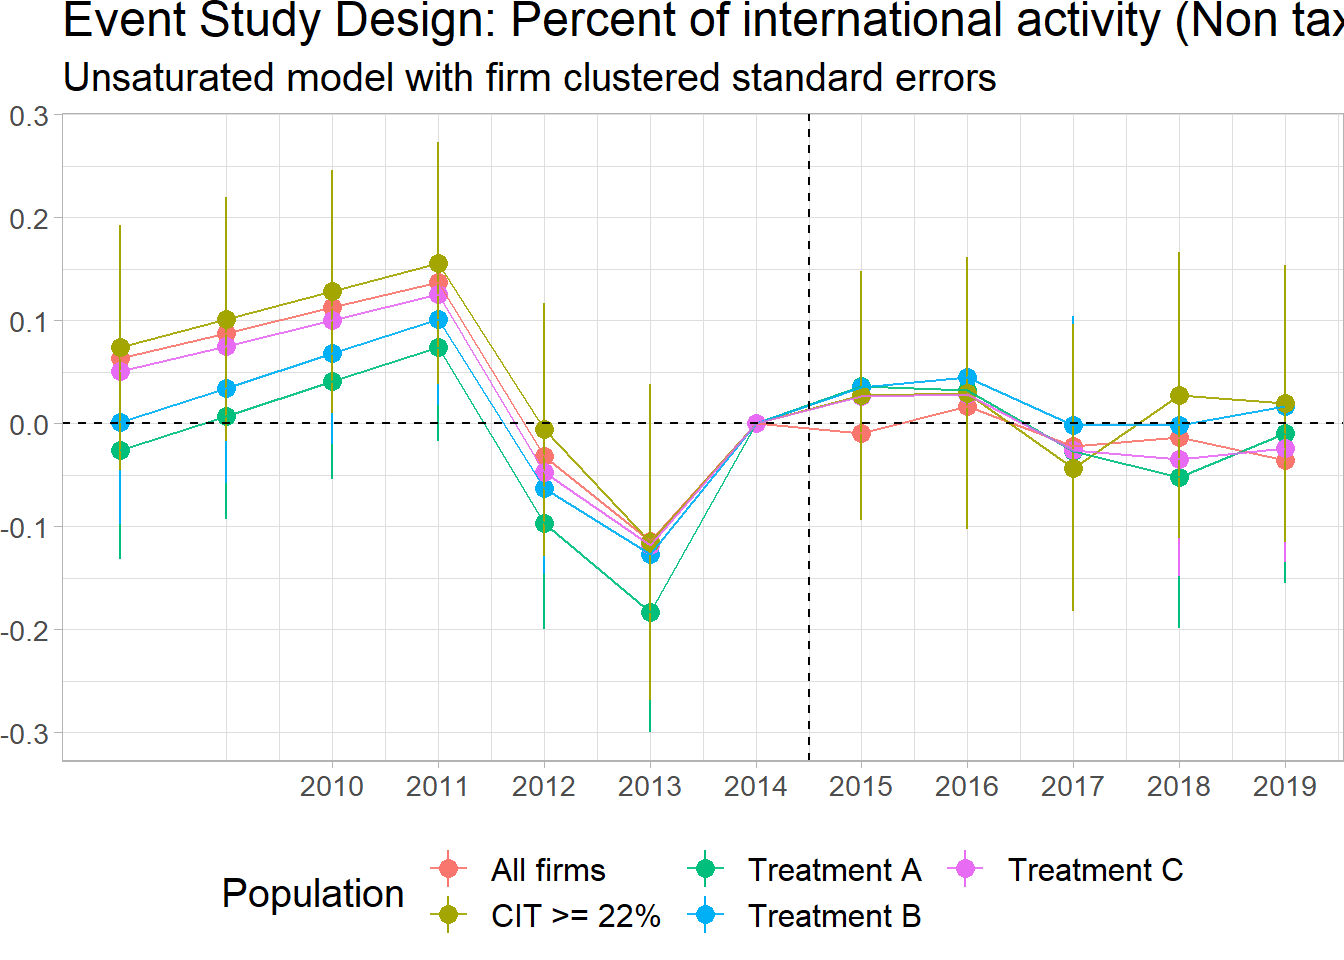 Event Study Design: Percent of international activity (Non tax
Unsaturated model with firm clustered standard errors
0.3
0.2
0.1
0.0
-0.1
-0.2
-0.3
2010 2011 2012 2013 2014 2015 2016 2017 2018 2019
Population
All firms Treatment A Treatment C
CIT >= 22% Treatment B